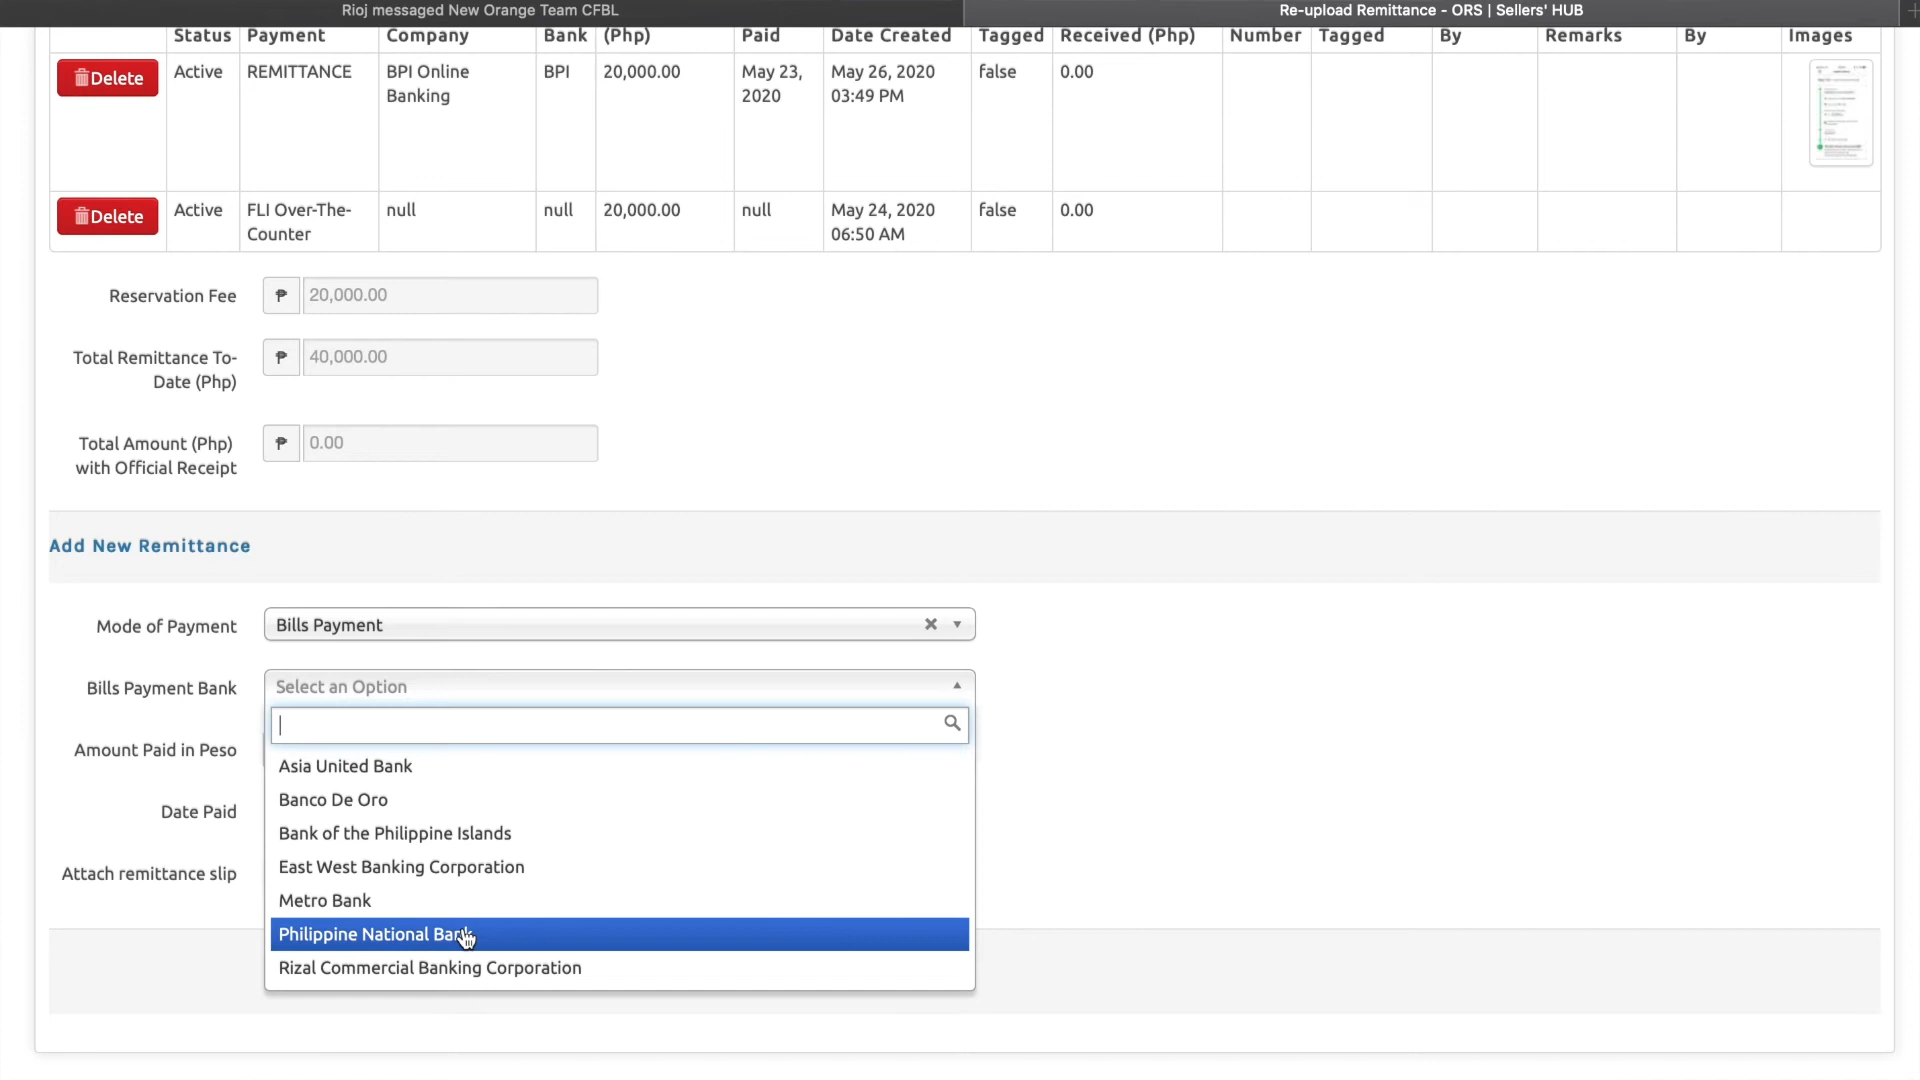 Rioj messaged New Orange Team CFBL
Re-upload Remittance - ORS | Sellers' HUB
Status Payment Company Bank (Php) Paid Date Created Tagged Received (Php) Number Tagged By Remarks By Images
Delete Active REMITTANCE BPI Online BPI 20,000.00 May 23, May 26, 2020 false 0.00
Banking 2020 03:49 PM
Delete Active FLI Over-The- null null 20,000.00 null May 24, 2020 false 0.00
Counter 06:50 AM
Reservation Fee ₱ 20,000.00
Total Remittance To- ₱ 40,000.00
Date (Php)
Total Amount (Php) ₱ 0.00
with Official Receipt
Add New Remittance
Mode of Payment Bills Payment
Bills Payment Bank Select an Option
Amount Paid in Peso
Asia United Bank
Date Paid Banco De Oro
Bank of the Philippine Islands
Attach remittance slip East West Banking Corporation
Metro Bank
Philippine National Bank
Rizal Commercial Banking Corporation